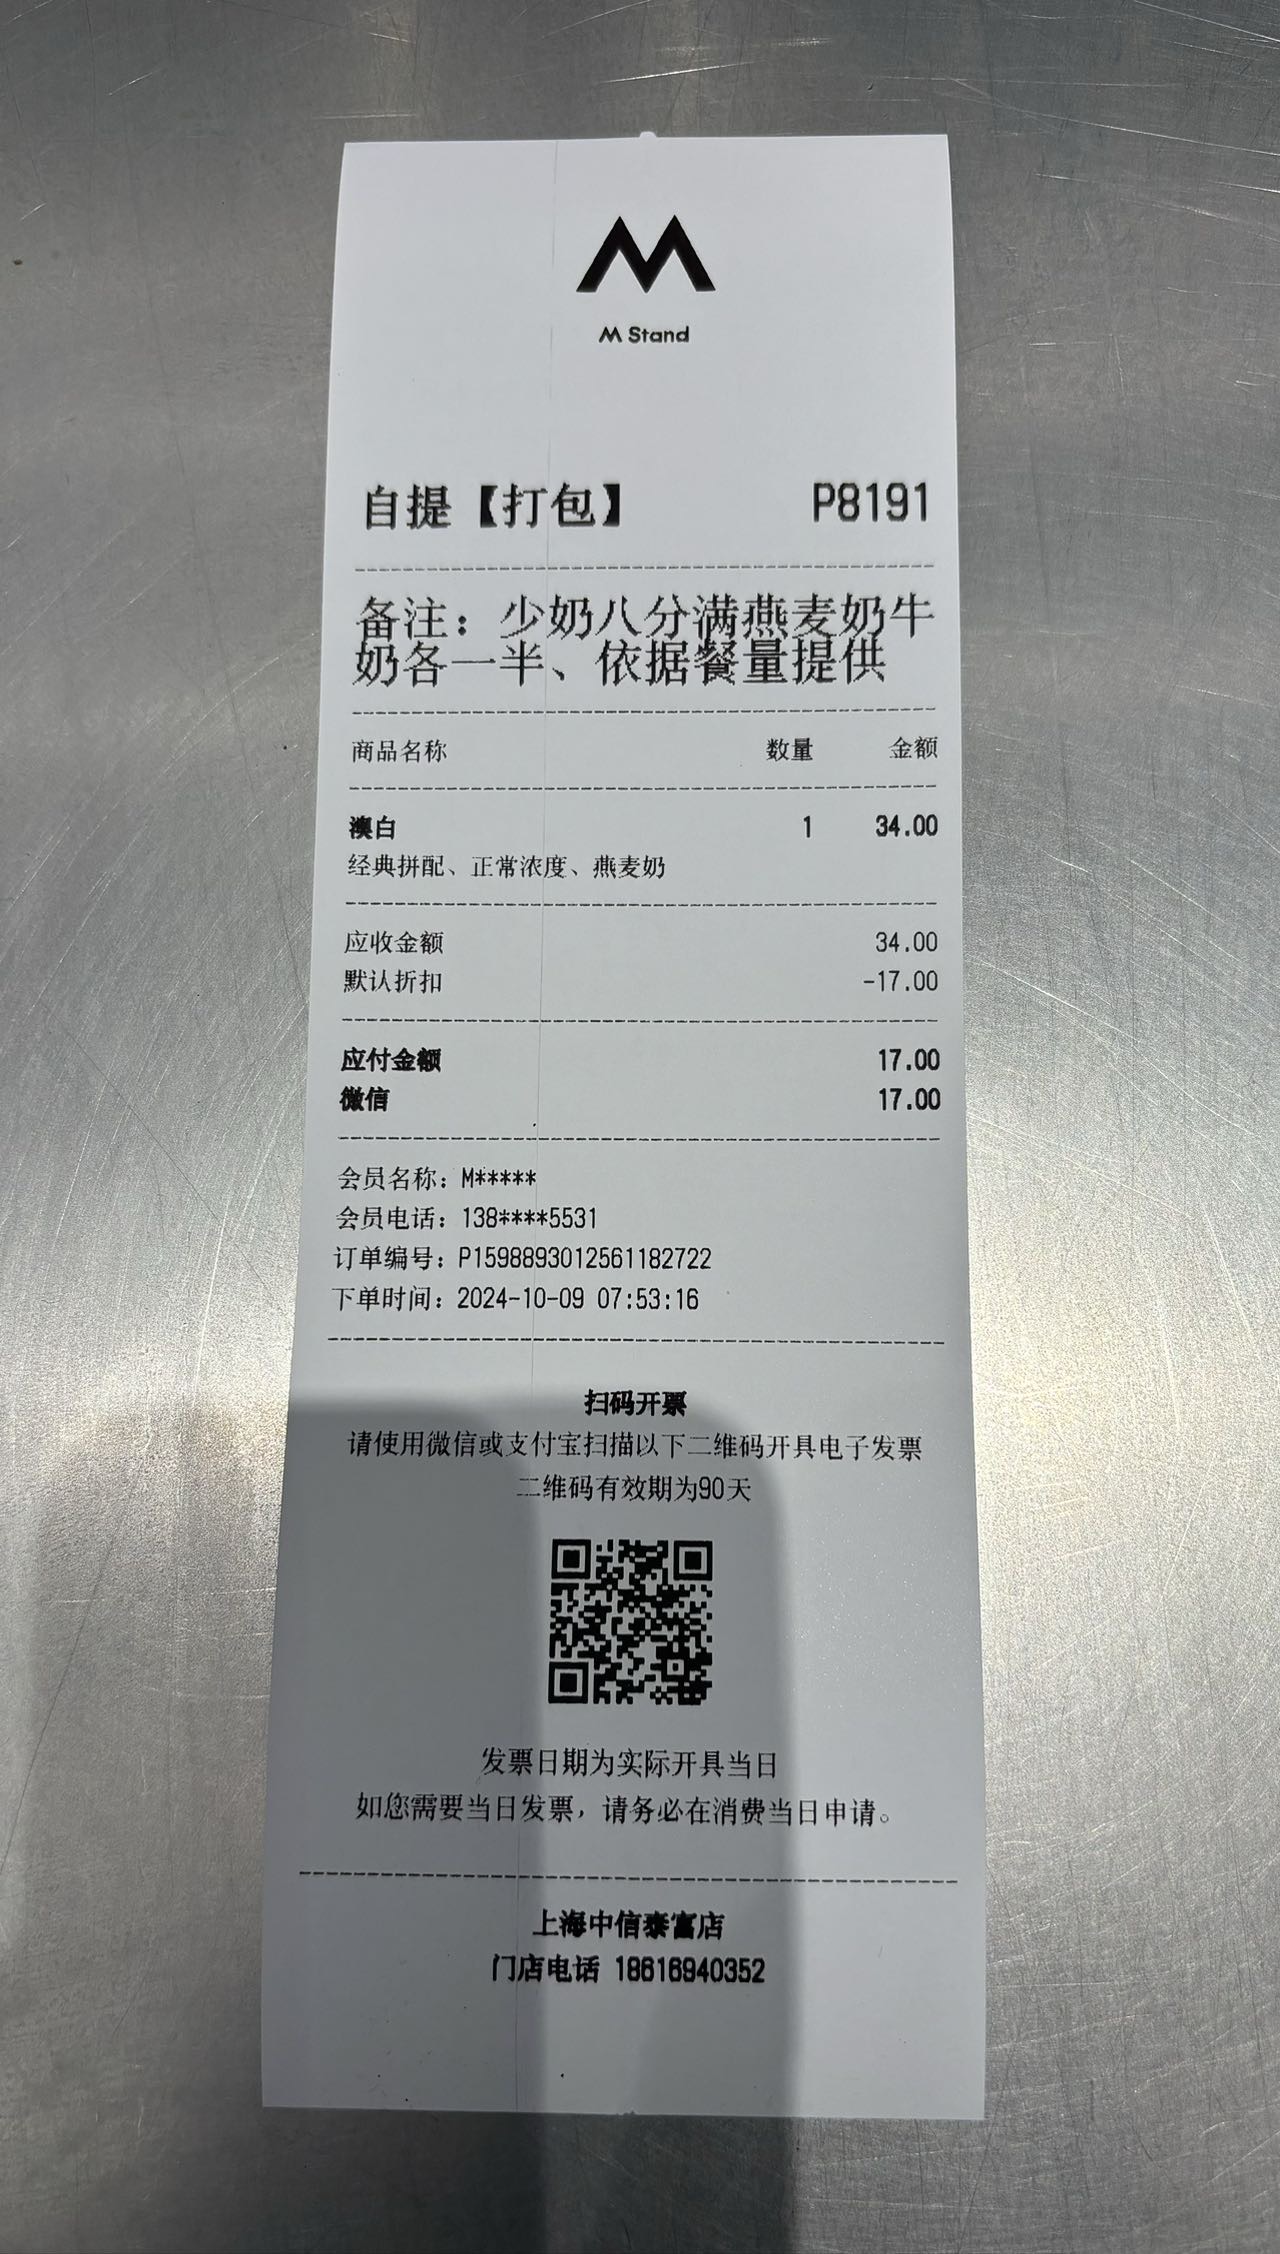 M Stand
自提【打包】 P8191
备注：少奶八分满燕麦奶牛
奶各一半、依据餐量提供
商品名称 数量 金额
澳白 1 34.00
经典拼配、正常浓度、燕麦奶
应收金额 34.00
默认折扣 -17.00
应付金额 17.00
微信 17.00
会员名称：M*****
会员电话：138****5531
订单编号：P1598893012561182722
下单时间：2024-10-09 07:53:16
扫码开票
请使用微信或支付宝扫描以下二维码开具电子发票
二维码有效期为90天
发票日期为实际开具当日
如您需要当日发票，请务必在消费当日申请。
上海中信泰富店
门店电话 18616940352